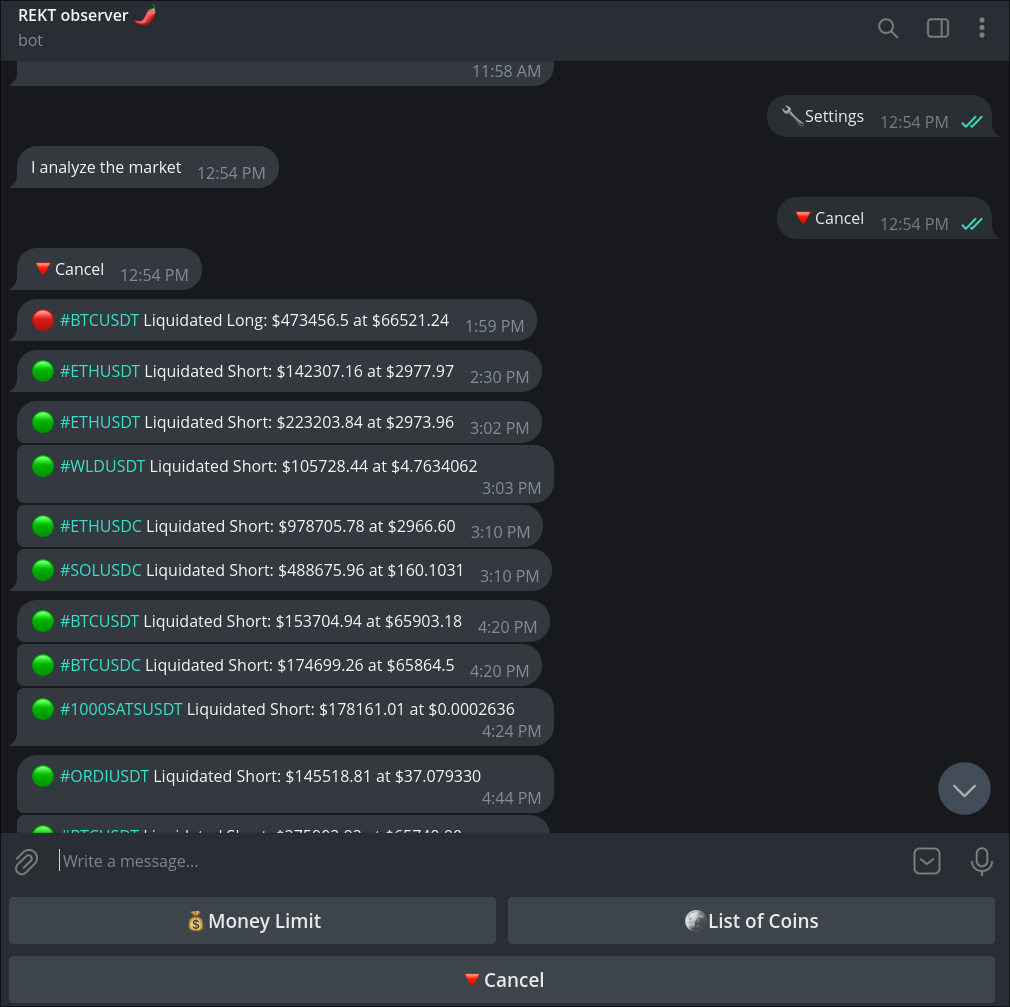 REKT observer 🌶️
bot
11:58 AM
🔧Settings 12:54 PM
I analyze the market 12:54 PM
🔻Cancel 12:54 PM
🔻Cancel 12:54 PM
🔴 #BTCUSDT Liquidated Long: $473456.5 at $66521.24 1:59 PM
🟢 #ETHUSDT Liquidated Short: $142307.16 at $2977.97 2:30 PM
🟢 #ETHUSDT Liquidated Short: $223203.84 at $2973.96 3:02 PM
🟢 #WLDUSDT Liquidated Short: $105728.44 at $4.7634062
3:03 PM
🟢 #ETHUSDC Liquidated Short: $978705.78 at $2966.60 3:10 PM
🟢 #SOLUSDC Liquidated Short: $488675.96 at $160.1031 3:10 PM
🟢 #BTCUSDT Liquidated Short: $153704.94 at $65903.18 4:20 PM
🟢 #BTCUSDC Liquidated Short: $174699.26 at $65864.5 4:20 PM
🟢 #1000SATSUSDT Liquidated Short: $178161.01 at $0.0002636
4:24 PM
🟢 #ORDIUSDT Liquidated Short: $145518.81 at $37.079330
4:44 PM
🟢 #BTCUSDT Liquidated Short:
Write a message...
💰Money Limit
🌚List of Coins
🔻Cancel